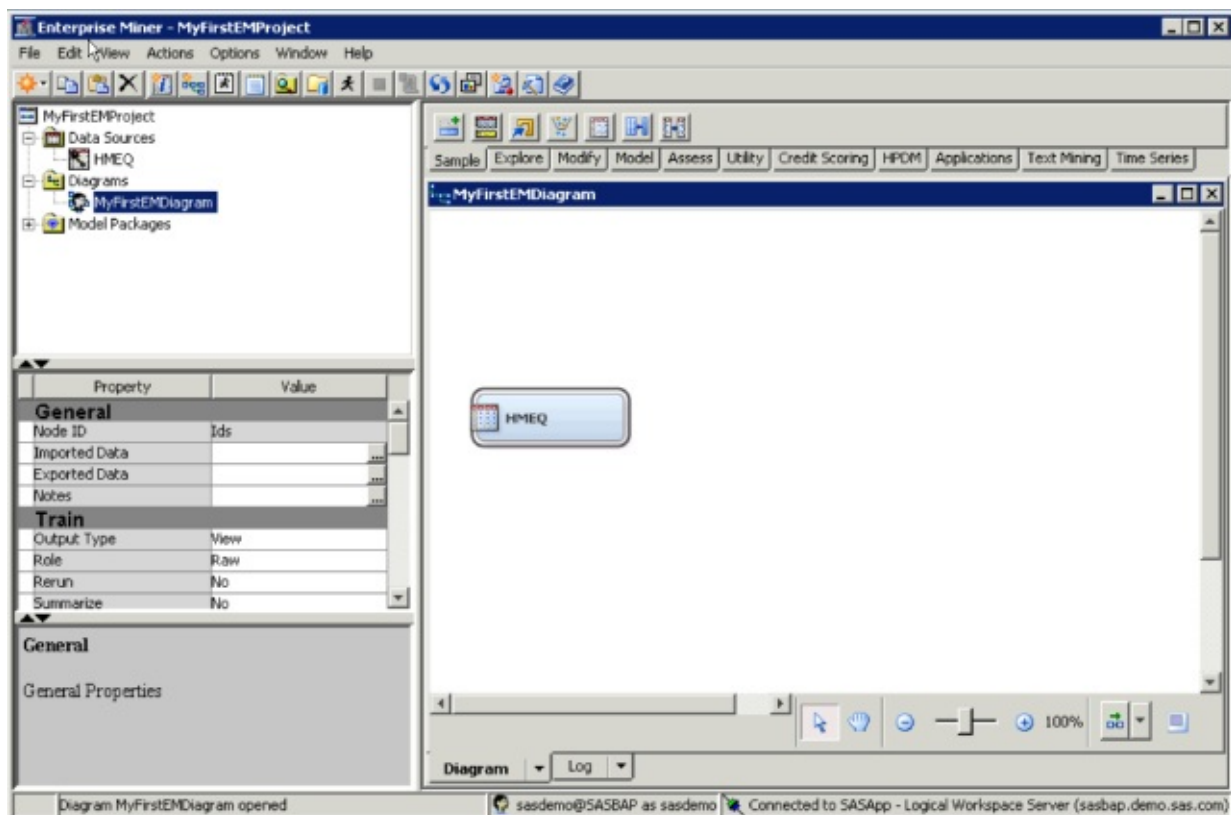 Enterprise Miner - MyFirstEMProject
File Edit View Actions Options Window Help
MyFirstEMProject
Data Sources
HMEQ
Diagrams
MyFirstEMDiagram
Model Packages
Property Value
General
Node ID Ids
Imported Data ...
Exported Data ...
Notes ...
Train
Output Type View
Role Raw
Rerun No
Summarize No
General
General Properties
Sample Explore Modify Model Assess Utility Credit Scoring HPDM Applications Text Mining Time Series
MyFirstEMDiagram
HMEQ
100%
Diagram Log
Diagram MyFirstEMDiagram opened
sasdemo@SASBAP as sasdemo Connected to SASApp - Logical Workspace Server (sasbap.demo.sas.com)